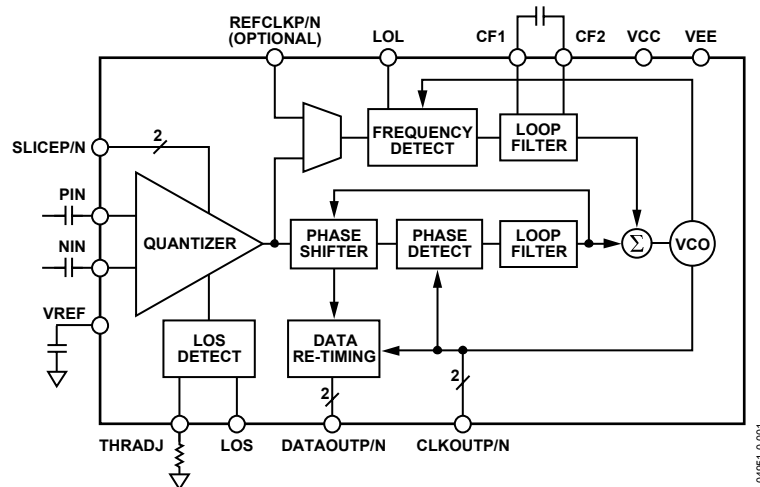 REFCLKP/N
(OPTIONAL)
LOL
CF1
CF2
VCC
VEE
SLICEP/N
2
FREQUENCY
DETECT
LOOP
FILTER
PIN
NIN
QUANTIZER
PHASE
SHIFTER
PHASE
DETECT
LOOP
FILTER
Σ
VCO
VREF
LOS
DETECT
DATA
RE-TIMING
2
2
THRADJ
LOS
DATAOUTP/N
CLKOUTP/N